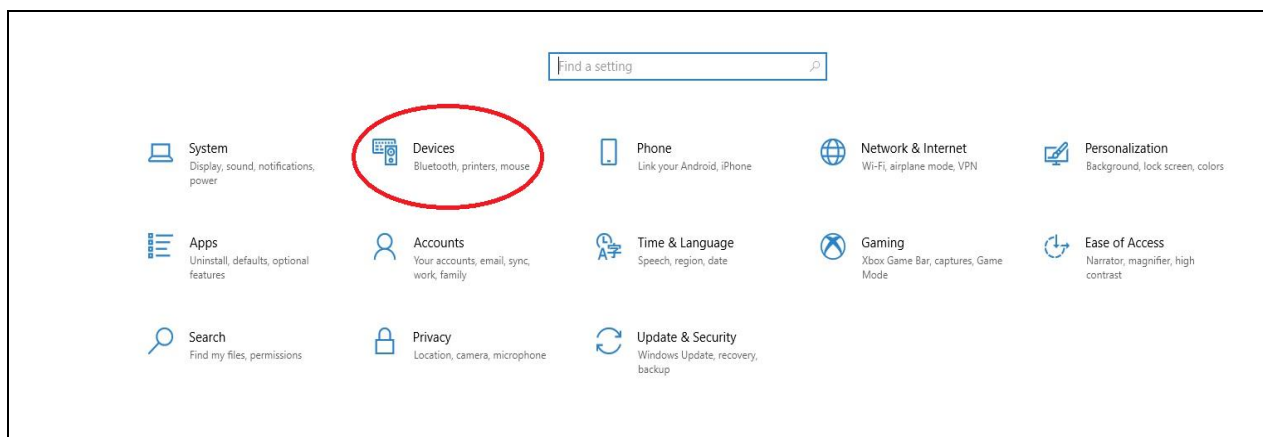 Find a setting
System
Display, sound, notifications,
power
Devices
Bluetooth, printers, mouse
Phone
Link your Android, iPhone
Network & Internet
Wi-Fi, airplane mode, VPN
Personalization
Background, lock screen, colors
Apps
Uninstall, defaults, optional
features
Accounts
Your accounts, email, sync,
work, family
Time & Language
Speech, region, date
Gaming
Xbox Game Bar, captures, Game
Mode
Ease of Access
Narrator, magnifier, high
contrast
Search
Find my files, permissions
Privacy
Location, camera, microphone
Update & Security
Windows Update, recovery,
backup